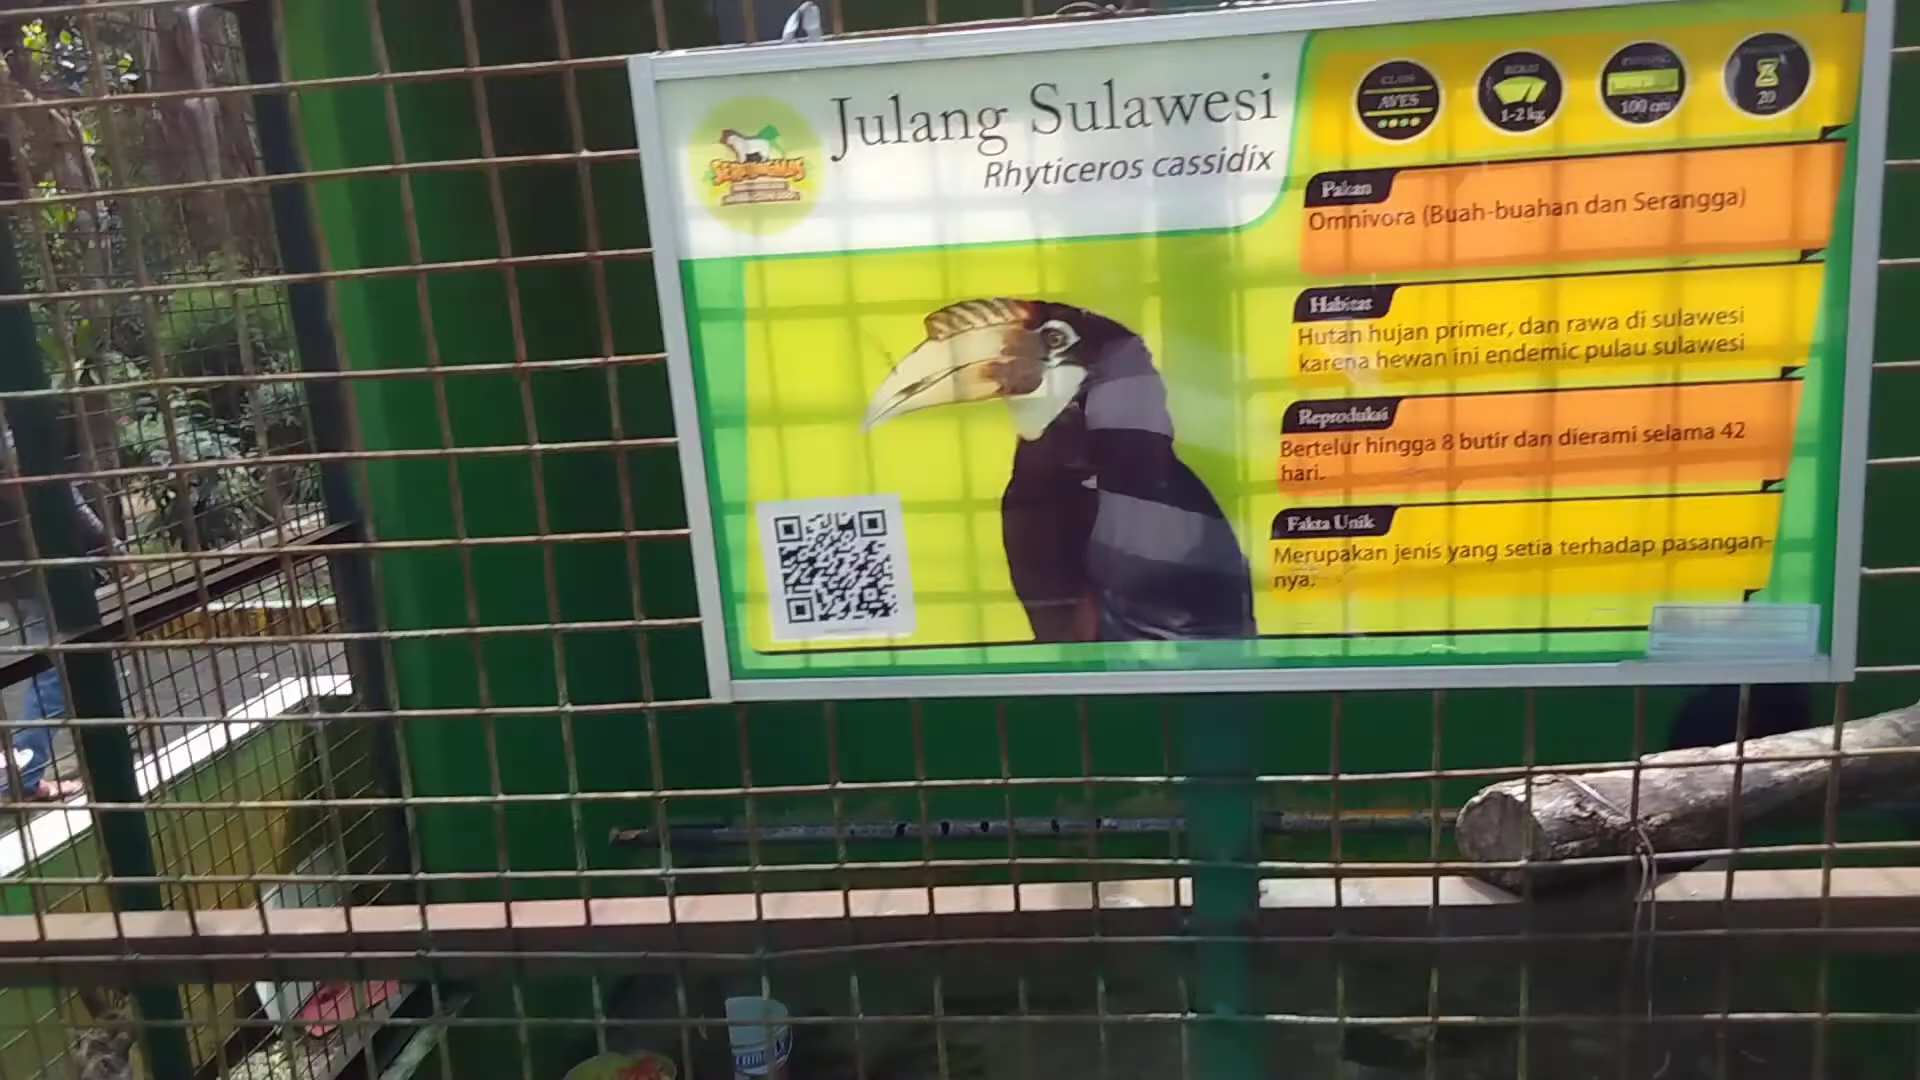 Julang Sulawesi
Rhyticeros cassidix
AVES
1-2 kg
100 cm
20
Pakan
Omnivora (Buah-buahan dan Serangga)
Habitat
Hutan hujan primer, dan rawa di sulawesi
karena hewan ini endemic pulau sulawesi
Reproduksi
Bertelur hingga 8 butir dan dierami selama 42
hari.
Fakta Unik
Merupakan jenis yang setia terhadap pasangan-
nya.